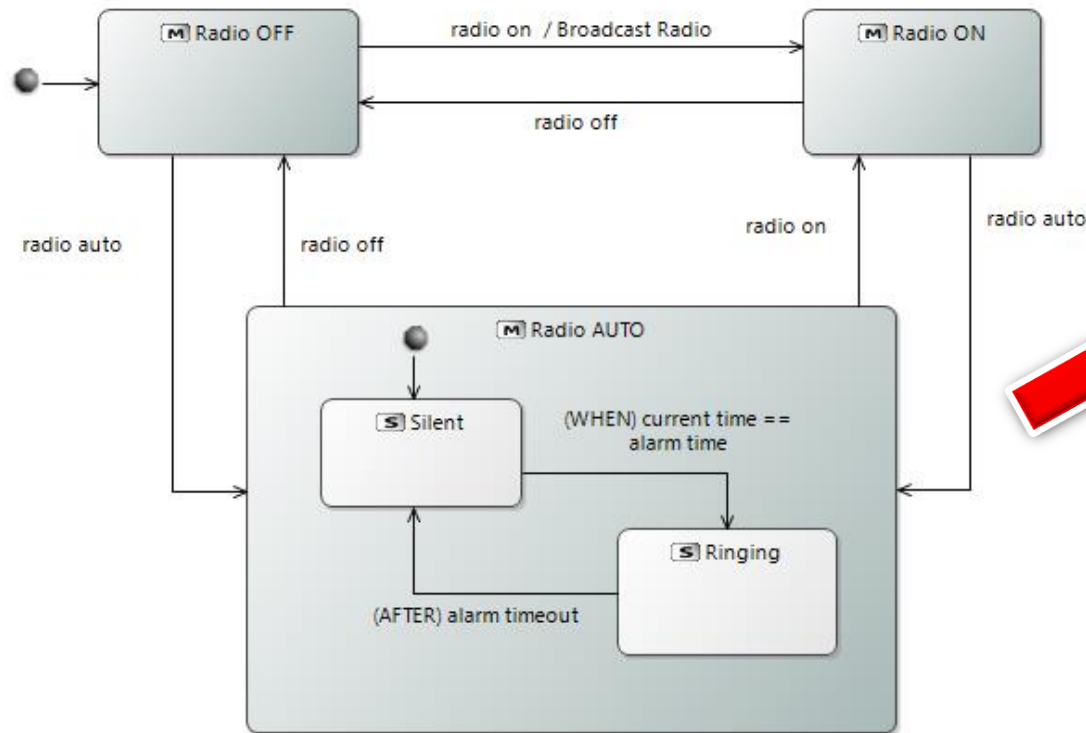 M Radio OFF
radio on / Broadcast Radio
M Radio ON
radio off
radio auto
radio off
radio on
radio auto
M Radio AUTO
S Silent
(WHEN) current time ==
alarm time
S Ringing
(AFTER) alarm timeout